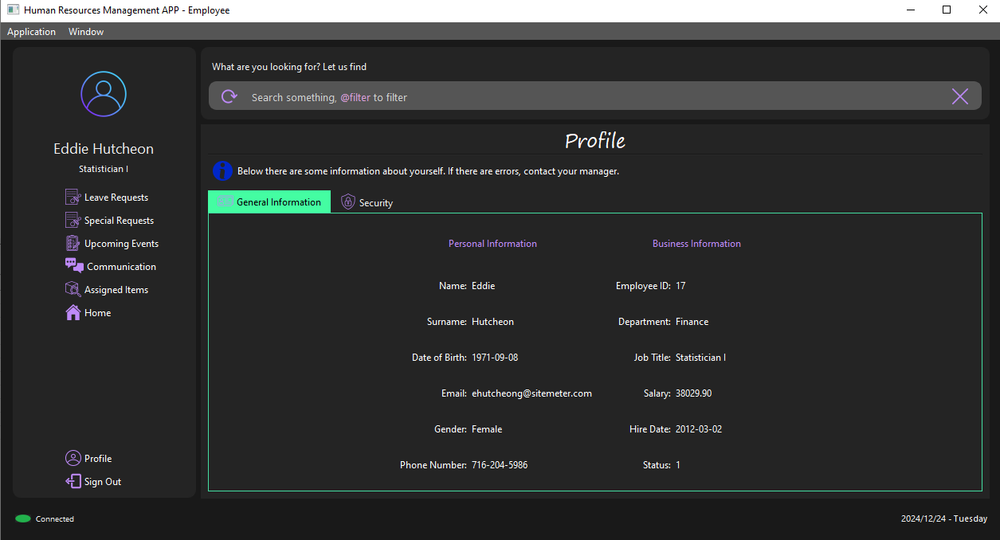 Human Resources Management APP - Employee
Application Window
Eddie Hutcheon
Statistician I
Leave Requests
Special Requests
Upcoming Events
Communication
Assigned Items
Home
Profile
Sign Out
What are you looking for? Let us find
Search something, @filter to filter
Profile
Below there are some information about yourself. If there are errors, contact your manager.
General Information Security
Personal Information Business Information
Name: Eddie Employee ID: 17
Surname: Hutcheon Department: Finance
Date of Birth: 1971-09-08 Job Title: Statistician I
Email: ehutcheong@sitemeter.com Salary: 38029.90
Gender: Female Hire Date: 2012-03-02
Phone Number: 716-204-5986 Status: 1
Connected 2024/12/24 - Tuesday